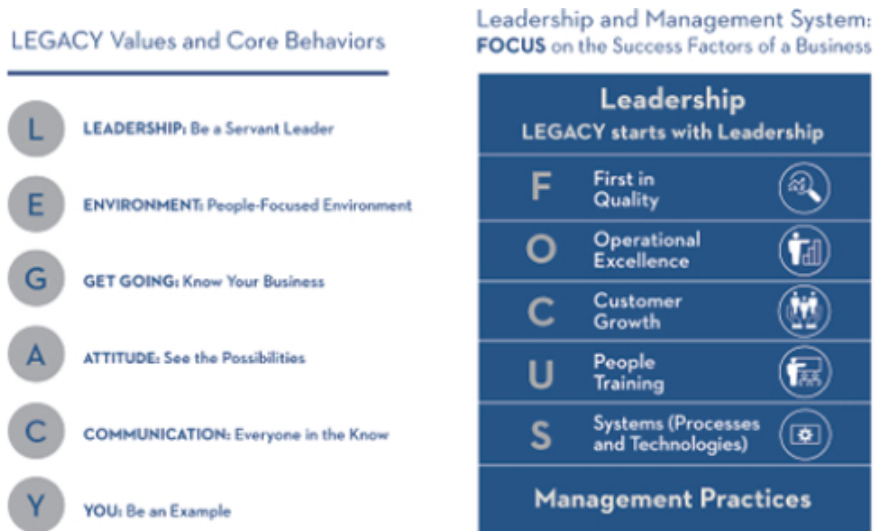 LEGACY Values and Core Behaviors
L
LEADERSHIP: Be a Servant Leader
E
ENVIRONMENT: People-Focused Environment
G
GET GOING: Know Your Business
A
ATTITUDE: See the Possibilities
C
COMMUNICATION: Everyone in the Know
Y
YOU: Be an Example
Leadership and Management System:
FOCUS on the Success Factors of a Business
Leadership
LEGACY starts with Leadership
F
First in
Quality
O
Operational
Excellence
C
Customer
Growth
U
People
Training
S
Systems (Processes
and Technologies)
Management Practices